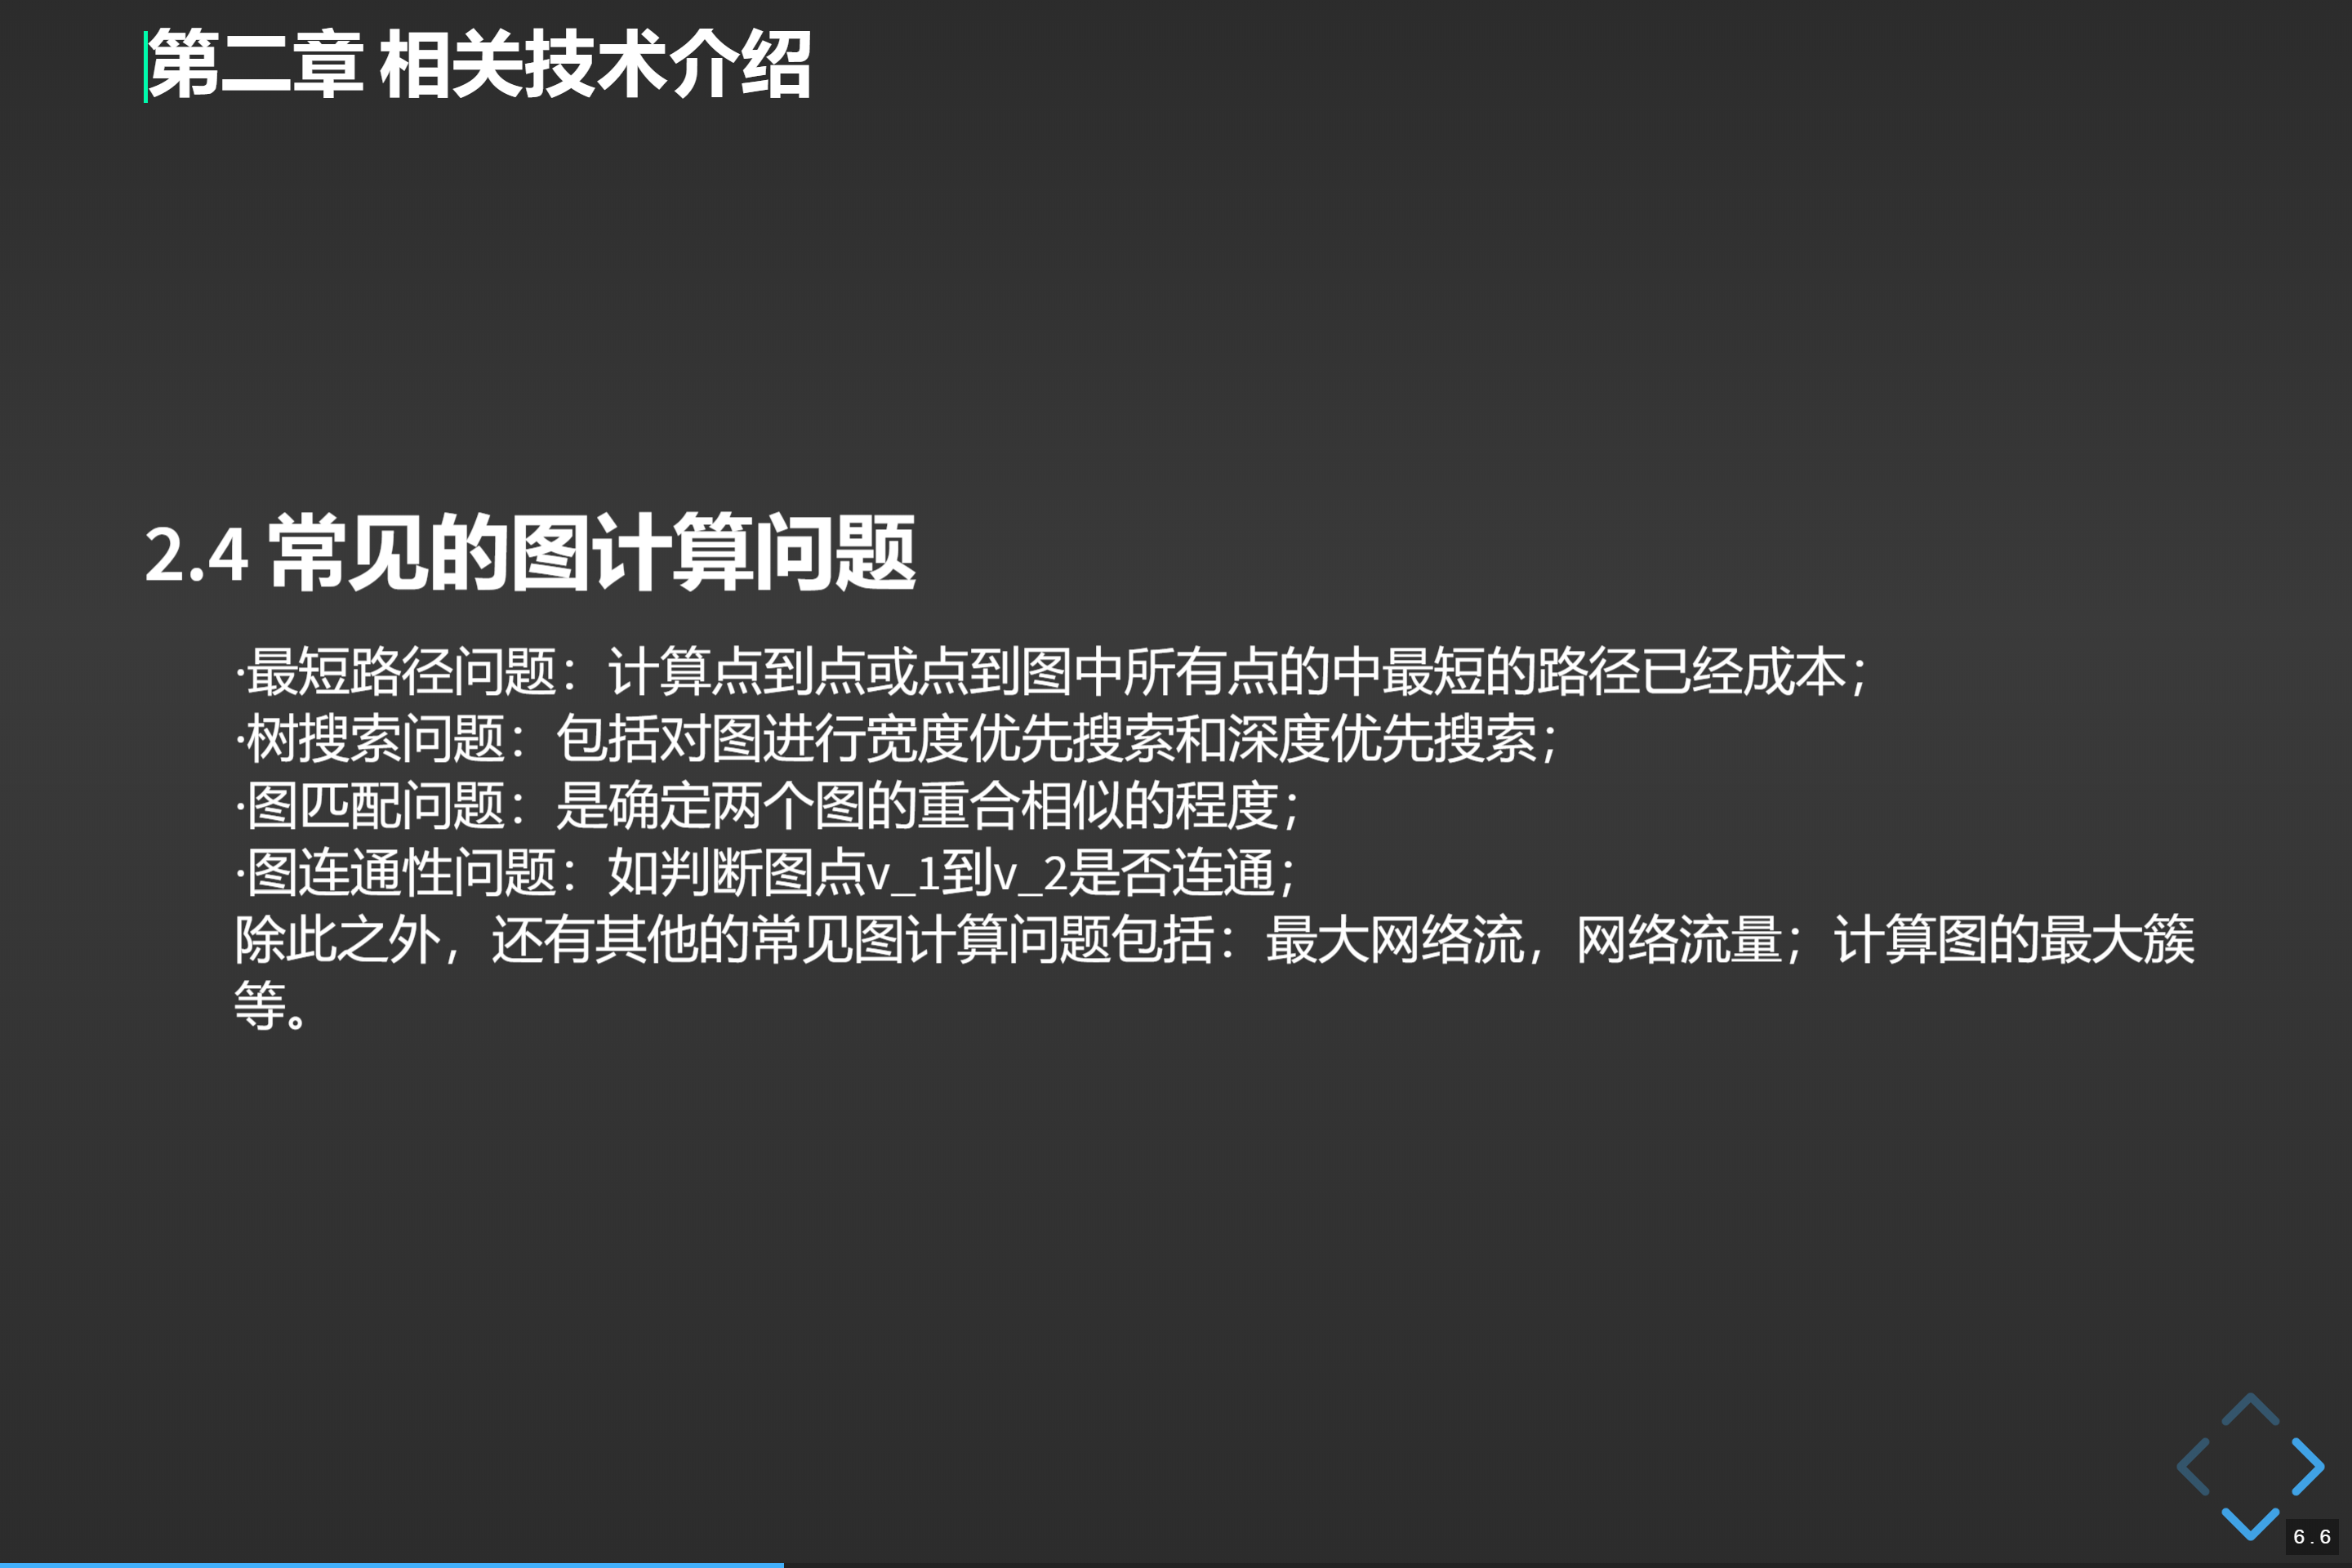 第二章 相关技术介绍
2.4 常见的图计算问题
·最短路径问题：计算点到点或点到图中所有点的中最短的路径已经成本；
·树搜索问题：包括对图进行宽度优先搜索和深度优先搜索；
·图匹配问题：是确定两个图的重合相似的程度；
·图连通性问题：如判断图点v_1到v_2是否连通；
除此之外，还有其他的常见图计算问题包括：最大网络流，网络流量；计算图的最大簇
等。
6.6